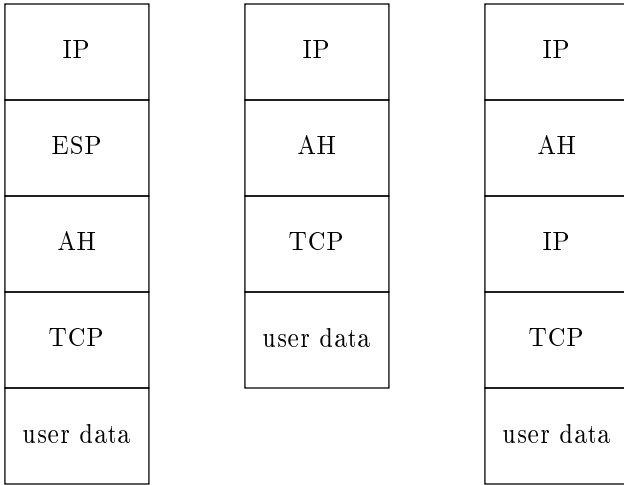 IP
ESP
AH
TCP
user data
IP
AH
TCP
user data
IP
AH
IP
TCP
user data